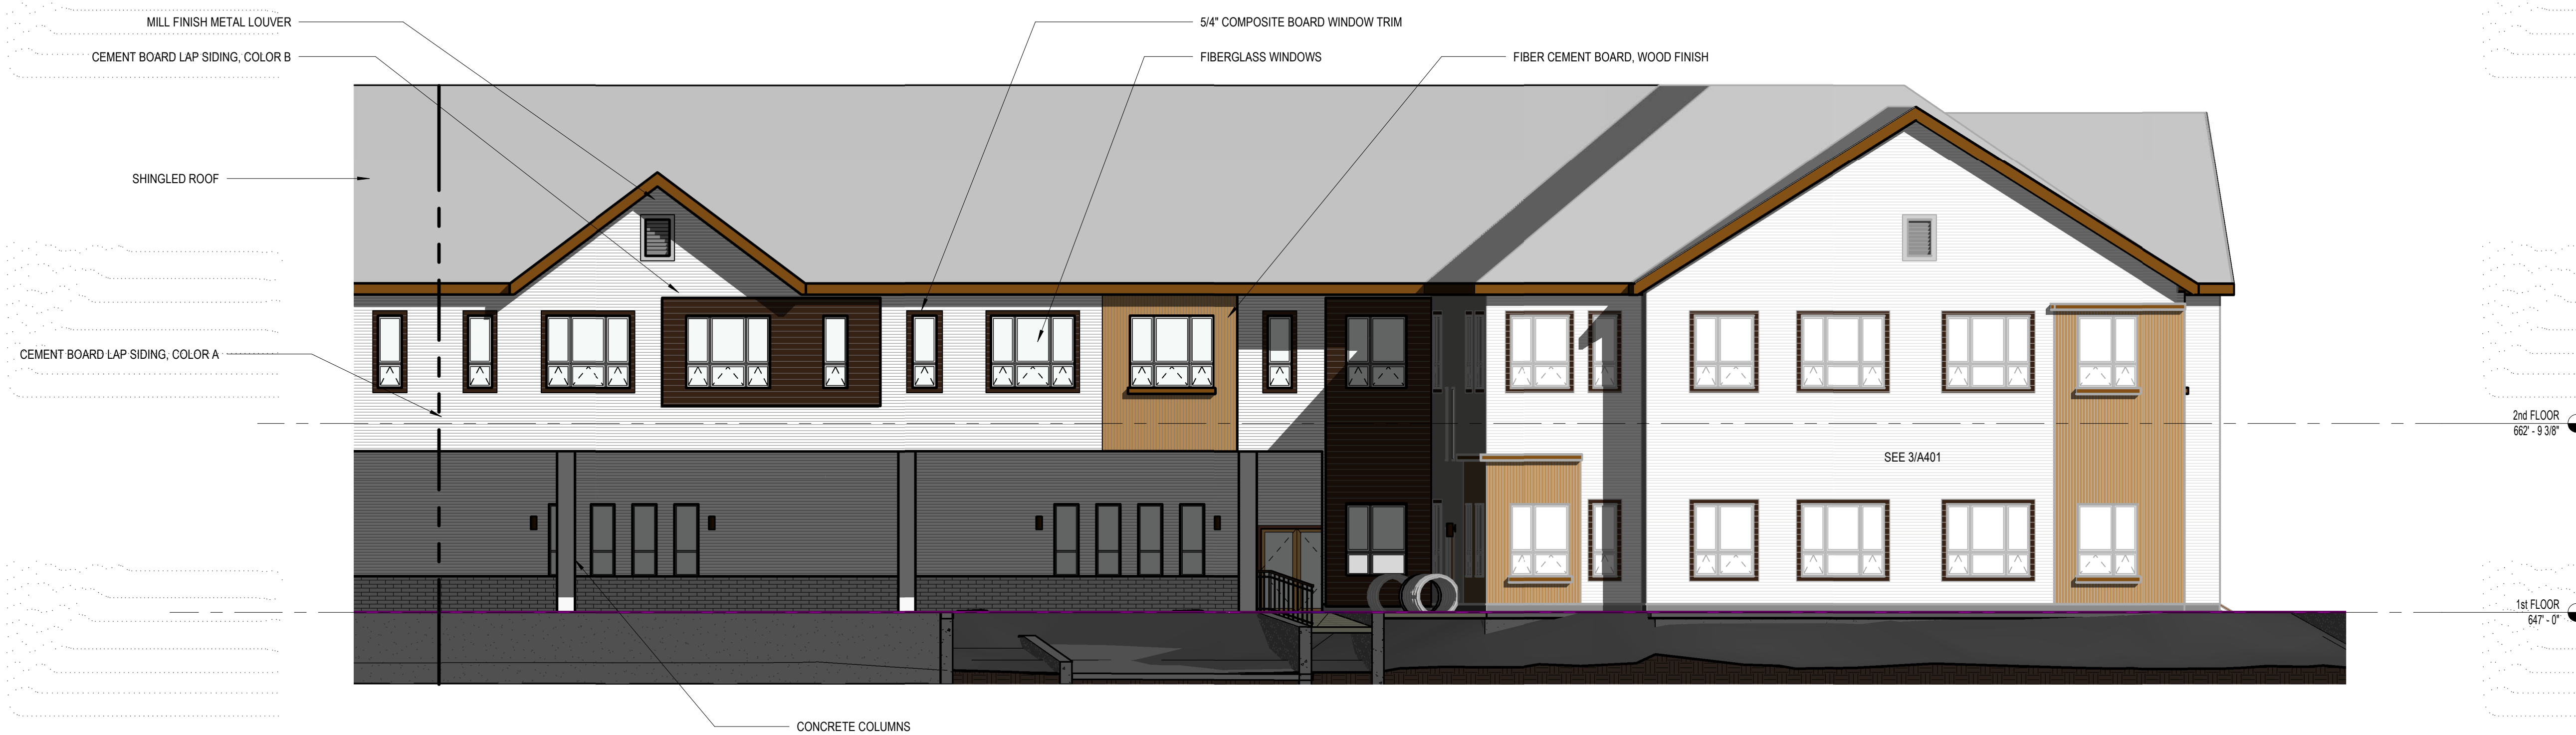 MILL FINISH METAL LOUVER
5/4" COMPOSITE BOARD WINDOW TRIM
CEMENT BOARD LAP SIDING, COLOR B
FIBERGLASS WINDOWS
FIBER CEMENT BOARD, WOOD FINISH
SHINGLED ROOF
CEMENT BOARD LAP SIDING, COLOR A
2nd FLOOR
662' - 9 3/8"
SEE 3/A401
1st FLOOR
647' - 0"
CONCRETE COLUMNS